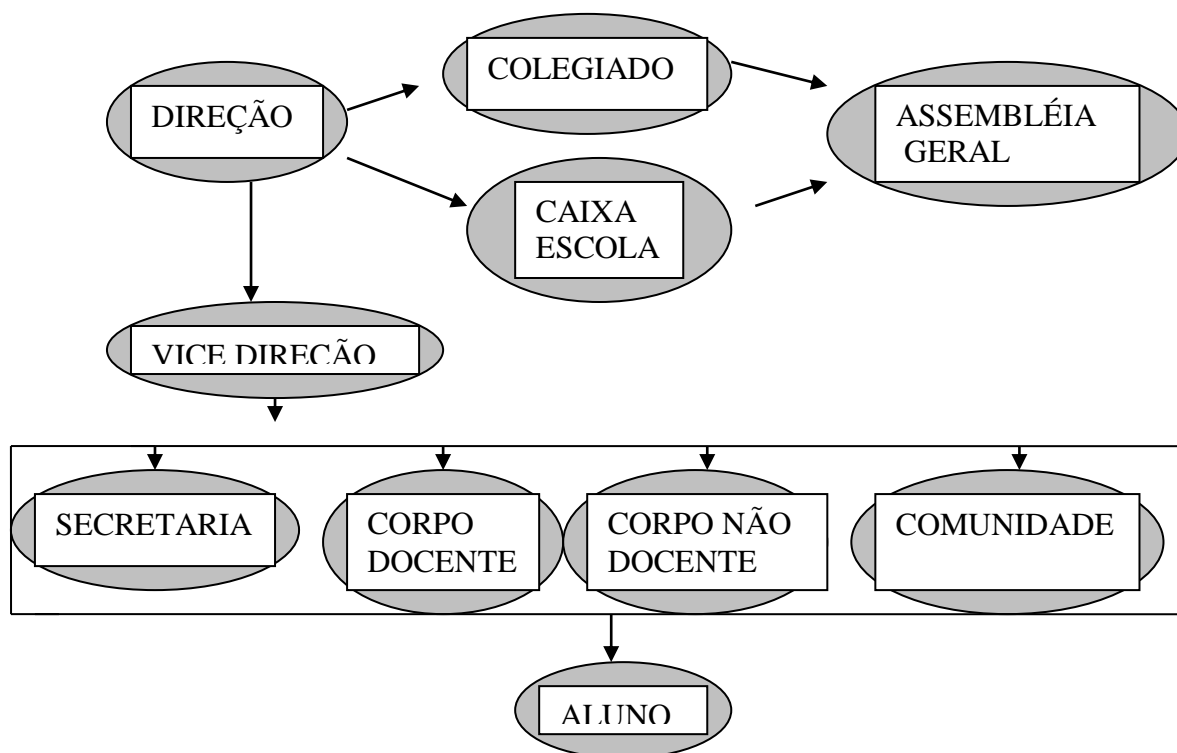 DIREÇÃO
COLEGIADO
ASSEMBLÉIA
GERAL
CAIXA
ESCOLA
VICE DIREÇÃO
SECRETARIA
CORPO
DOCENTE
CORPO NÃO
DOCENTE
COMUNIDADE
ALUNO